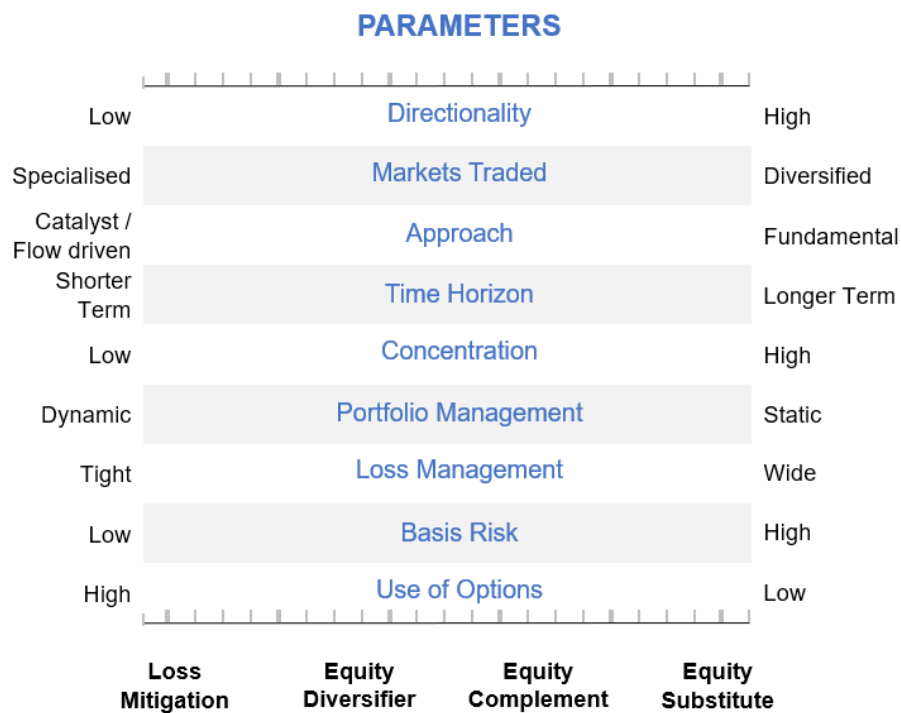 PARAMETERS
Low
Directionality
High
Specialised
Markets Traded
Diversified
Catalyst /
Flow driven
Approach
Fundamental
Shorter
Term
Time Horizon
Longer Term
Low
Concentration
High
Dynamic
Portfolio Management
Static
Tight
Loss Management
Wide
Low
Basis Risk
High
High
Use of Options
Low
Loss
Mitigation
Equity
Diversifier
Equity
Complement
Equity
Substitute